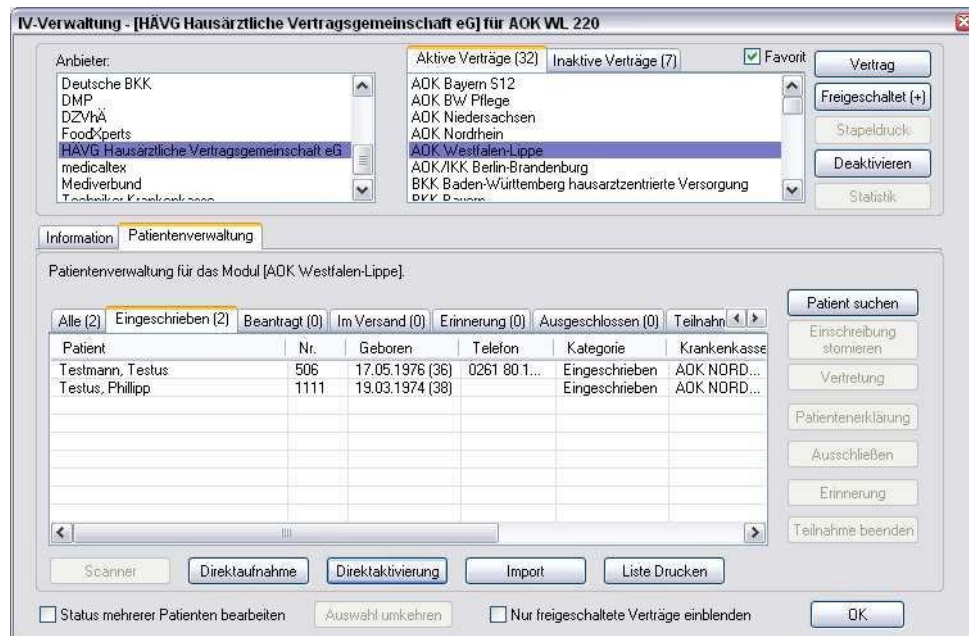 IV-Verwaltung - [HÄVG Hausärztliche Vertragsgemeinschaft eG] für AOK WL 220
Anbieter:
Deutsche BKK
DMP
DZVhÄ
FoodXperts
HÄVG Hausärztliche Vertragsgemeinschaft eG
medicaltex
Mediverbund
Techniker Krankenkasse
Aktive Verträge (32) Inaktive Verträge (7)
Favorit
AOK Bayern S12
AOK BW Pflege
AOK Niedersachsen
AOK Nordrhein
AOK Westfalen-Lippe
AOK/IKK Berlin-Brandenburg
BKK Baden-Württemberg hausarztzentrierte Versorgung
BKK Bayern
Vertrag
Freigeschaltet (+)
Stapeldruck
Deaktivieren
Statistik
Information Patientenverwaltung
Patientenverwaltung für das Modul [AOK Westfalen-Lippe].
Alle (2) Eingeschrieben (2) Beantragt (0) Im Versand (0) Erinnerung (0) Ausgeschlossen (0) Teilnahm
Patient Nr. Geboren Telefon Kategorie Krankenkasse
Testmann, Testus 506 17.05.1976 (36) 0261 80 1... Eingeschrieben AOK NORD...
Testus, Phillipp 1111 19.03.1974 (38) Eingeschrieben AOK NORD...
Patient suchen
Einschreibung
stornieren
Vertretung
Patientenerklärung
Ausschließen
Erinnerung
Teilnahme beenden
Scanner Direktaufnahme Direktaktivierung Import Liste Drucken
Status mehrerer Patienten bearbeiten Auswahl umkehren Nur freigeschaltete Verträge einblenden OK